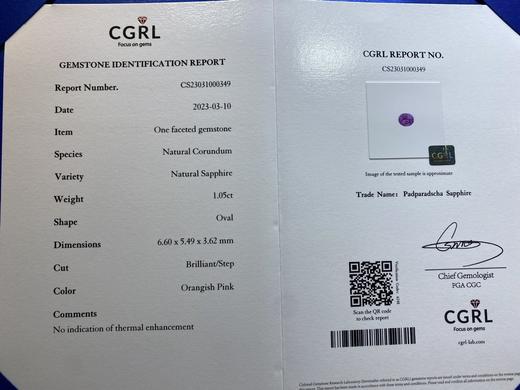 CGRL
Focus on gems
GEMSTONE IDENTIFICATION REPORT
Report Number. CS23031000349
Date 2023-03-10
Item One faceted gemstone
Species Natural Corundum
Variety Natural Sapphire
Weight 1.05ct
Shape Oval
Dimensions 6.60 x 5.49 x 3.62 mm
Cut Brilliant/Step
Color Orangish Pink
Comments
No indication of thermal enhancement
CGRL REPORT NO.
CS23031000349
CGRL
Image of the tested sample is approximate
Trade Name: Padparadscha Sapphire
Chief Gemologist
FGA CGC
Scan the QR code
to check report
CGRL
Focus on gems
cgrl-lab.com